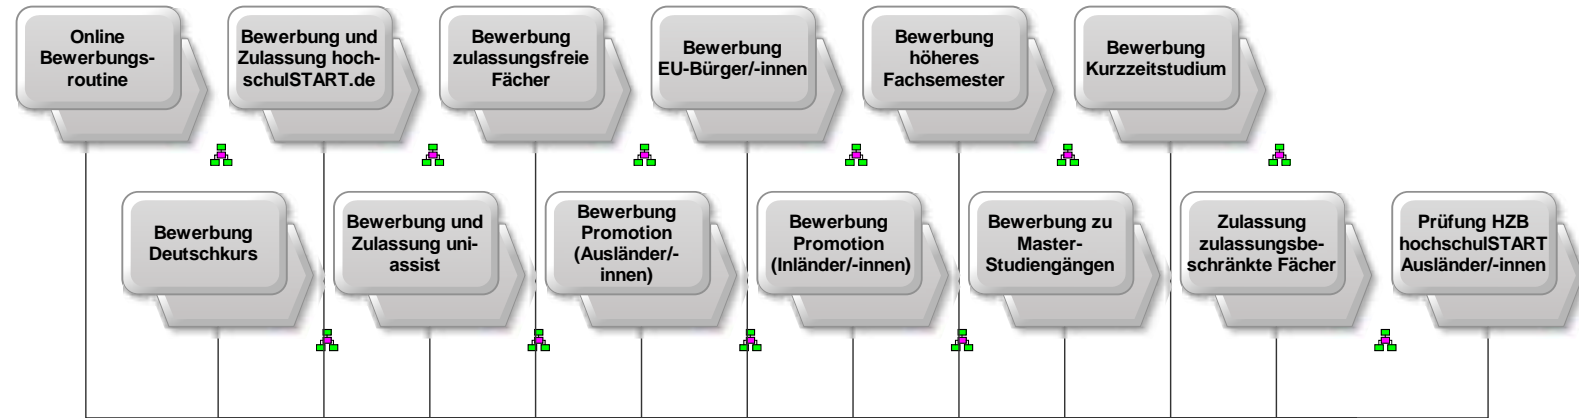 Online
Bewerbungs-
routine
Bewerbung und
Zulassung hoch-
schulSTART.de
Bewerbung
zulassungsfreie
Fächer
Bewerbung
EU-Bürger/-innen
Bewerbung
höheres
Fachsemester
Bewerbung
Kurzzeitstudium
Bewerbung
Deutschkurs
Bewerbung und
Zulassung uni-
assist
Bewerbung
Promotion
(Ausländer/-
innen)
Bewerbung
Promotion
(Inländer/-innen)
Bewerbung zu
Master-
Studiengängen
Zulassung
zulassungsbe-
schränkte Fächer
Prüfung HZB
hochschulSTART
Ausländer/-innen